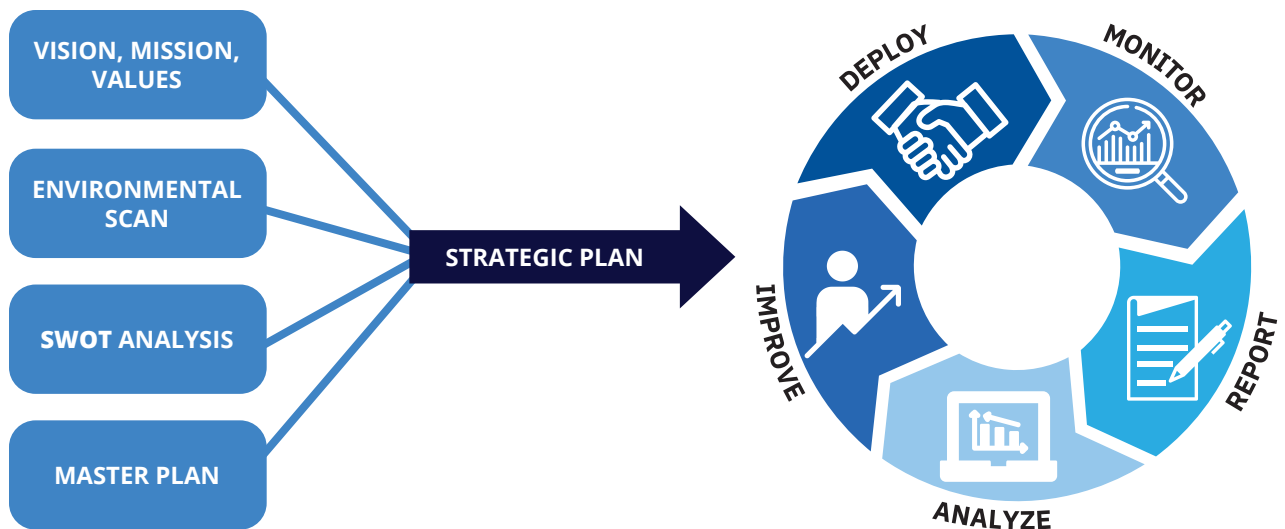 VISION, MISSION,
VALUES
ENVIRONMENTAL
SCAN
SWOT ANALYSIS
MASTER PLAN
STRATEGIC PLAN
DEPLOY
MONITOR
REPORT
ANALYZE
IMPROVE